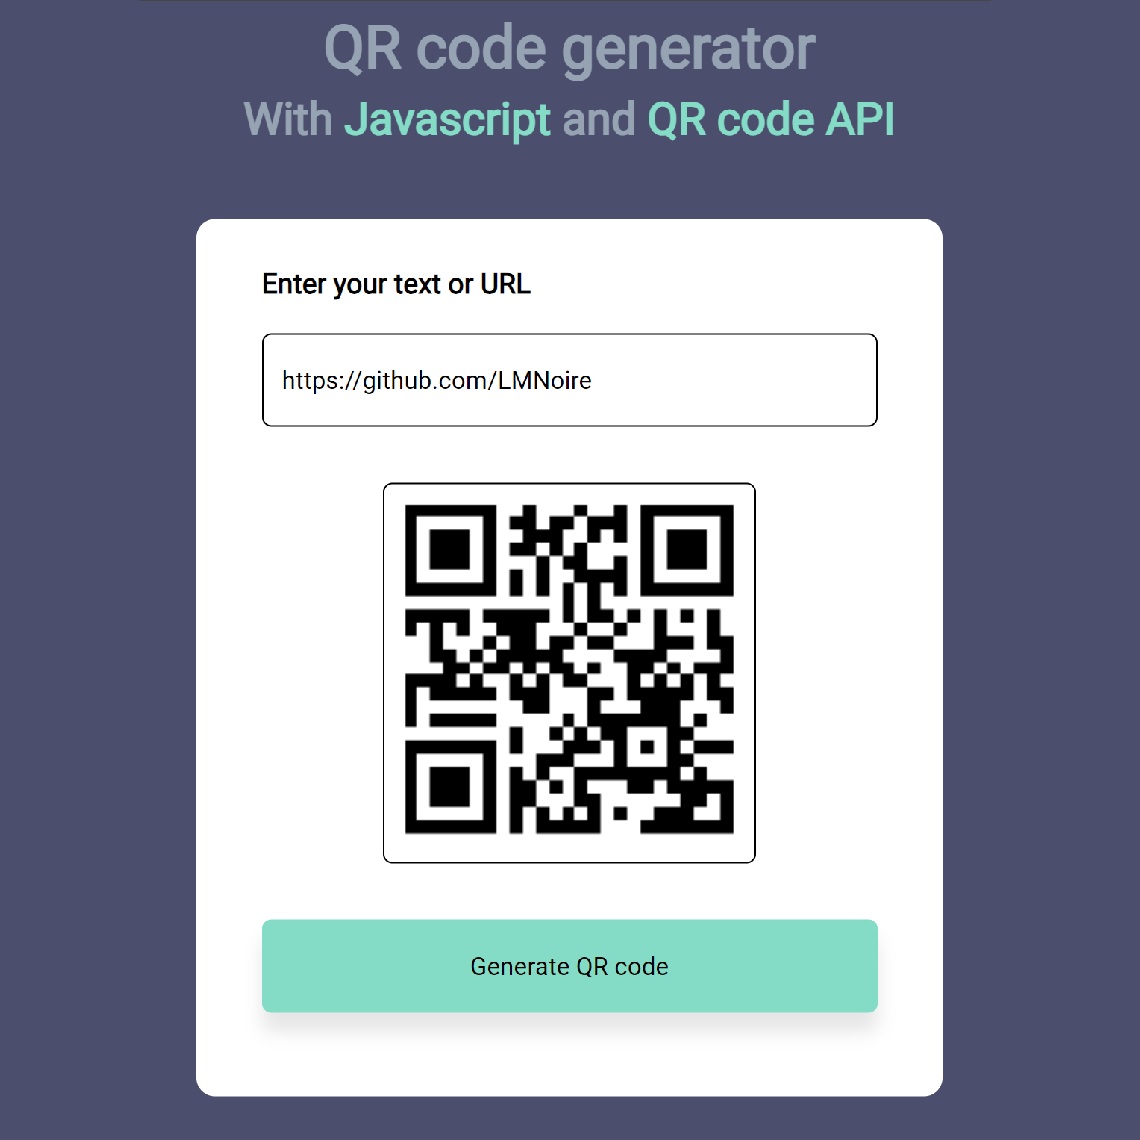 QR code generator
With Javascript and QR code API
Enter your text or URL
https://github.com/LMNoire
Generate QR code